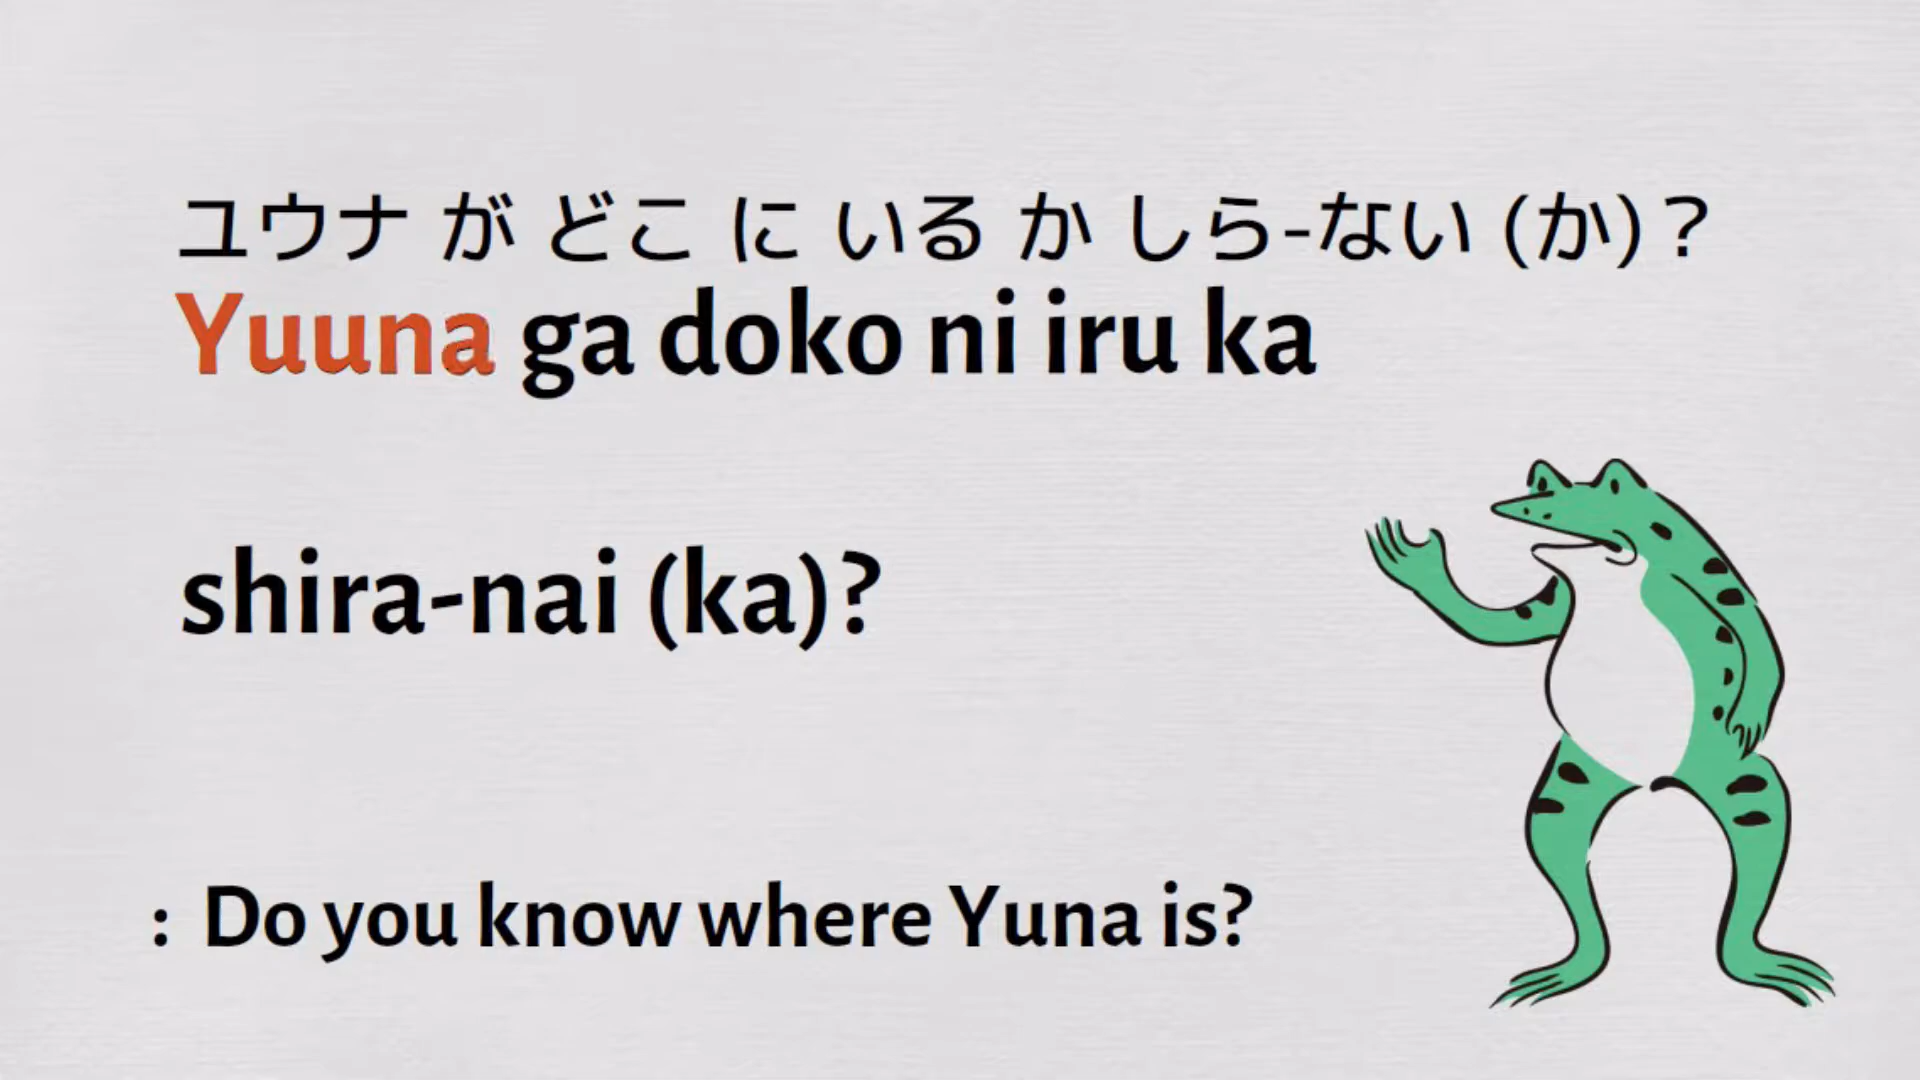 ユウナ が どこ に いる か しら-ない (か)？
Yuuna ga doko ni iru ka
shira-nai (ka)?
: Do you know where Yuna is?